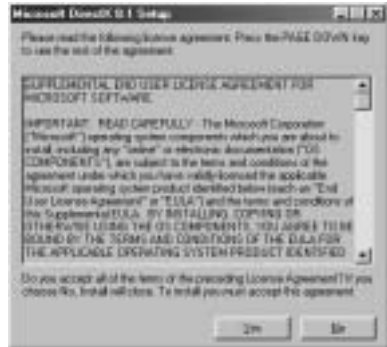 Microsoft DirectX 8.1 Setup
Please read the following license agreement. Press the PAGE DOWN key
to see the rest of the agreement.
SUPPLEMENTAL END USER LICENSE AGREEMENT FOR
MICROSOFT SOFTWARE
IMPORTANT: READ CAREFULLY - The Microsoft Corporation
("Microsoft") operating system components which you are about to
install, including any "online" or electronic documentation ("OS
COMPONENTS"), are subject to the terms and conditions of the
agreement under which you have validly licensed the applicable
Microsoft operating system product identified below (each an "End
User License Agreement" or "EULA") and the terms and conditions of
this Supplemental EULA. BY INSTALLING, COPYING OR
OTHERWISE USING THE OS COMPONENTS, YOU AGREE TO BE
BOUND BY THE TERMS AND CONDITIONS OF THE EULA FOR
THE APPLICABLE OPERATING SYSTEM PRODUCT IDENTIFIED
Do you accept all of the terms of the preceding License Agreement? If you
choose No, Install will close. To install you must accept this agreement.
Yes
No